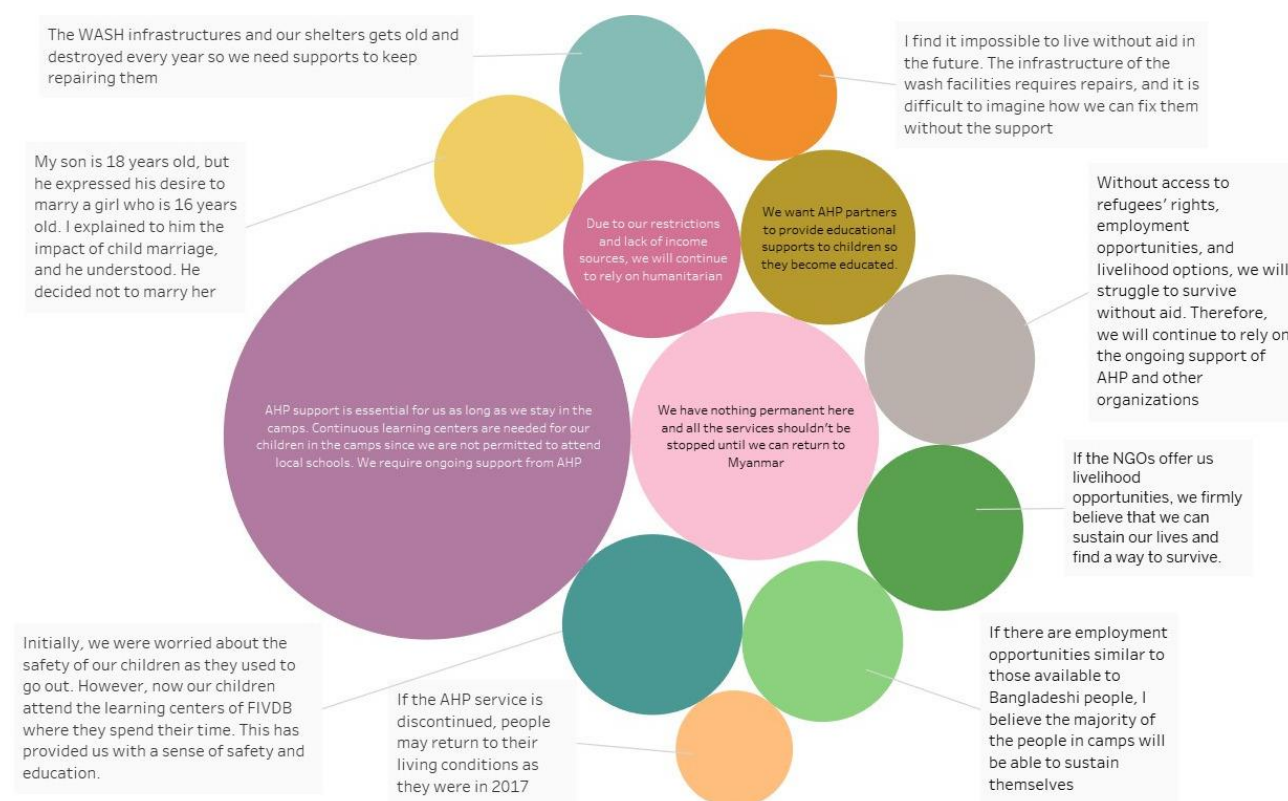 The WASH infrastructures and our shelters gets old and
destroyed every year so we need supports to keep
repairing them
I find it impossible to live without aid in
the future. The infrastructure of the
wash facilities requires repairs, and it is
difficult to imagine how we can fix them
without the support
My son is 18 years old, but
he expressed his desire to
marry a girl who is 16 years
old. I explained to him the
impact of child marriage,
and he understood. He
decided not to marry her
Due to our restrictions
and lack of income
sources, we will continue
to rely on humanitarian
We want AHP partners
to provide educational
supports to children so
they become educated.
Without access to
refugees' rights,
employment
opportunities, and
livelihood options, we will
struggle to survive
without aid. Therefore,
we will continue to rely on
the ongoing support of
AHP and other
organizations
AHP support is essential for us as long as we stay in the
camps. Continuous learning centers are needed for our
children in the camps since we are not permitted to attend
local schools. We require ongoing support from AHP
We have nothing permanent here
and all the services shouldn't be
stopped until we can return to
Myanmar
If the NGOs offer us
livelihood
opportunities, we firmly
believe that we can
sustain our lives and
find a way to survive.
Initially, we were worried about the
safety of our children as they used to
go out. However, now our children
attend the learning centers of FIVDB
where they spend their time. This has
provided us with a sense of safety and
education.
If the AHP service is
discontinued, people
may return to their
living conditions as
they were in 2017
If there are employment
opportunities similar to
those available to
Bangladeshi people, I
believe the majority of
the people in camps will
be able to sustain
themselves